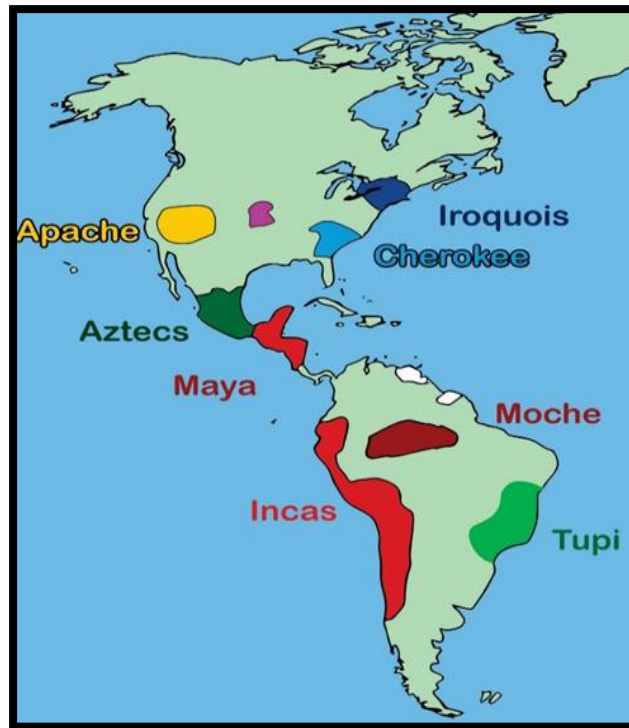 Iroquois
Apache
Cherokee
Aztecs
Maya
Moche
Incas
Tupi